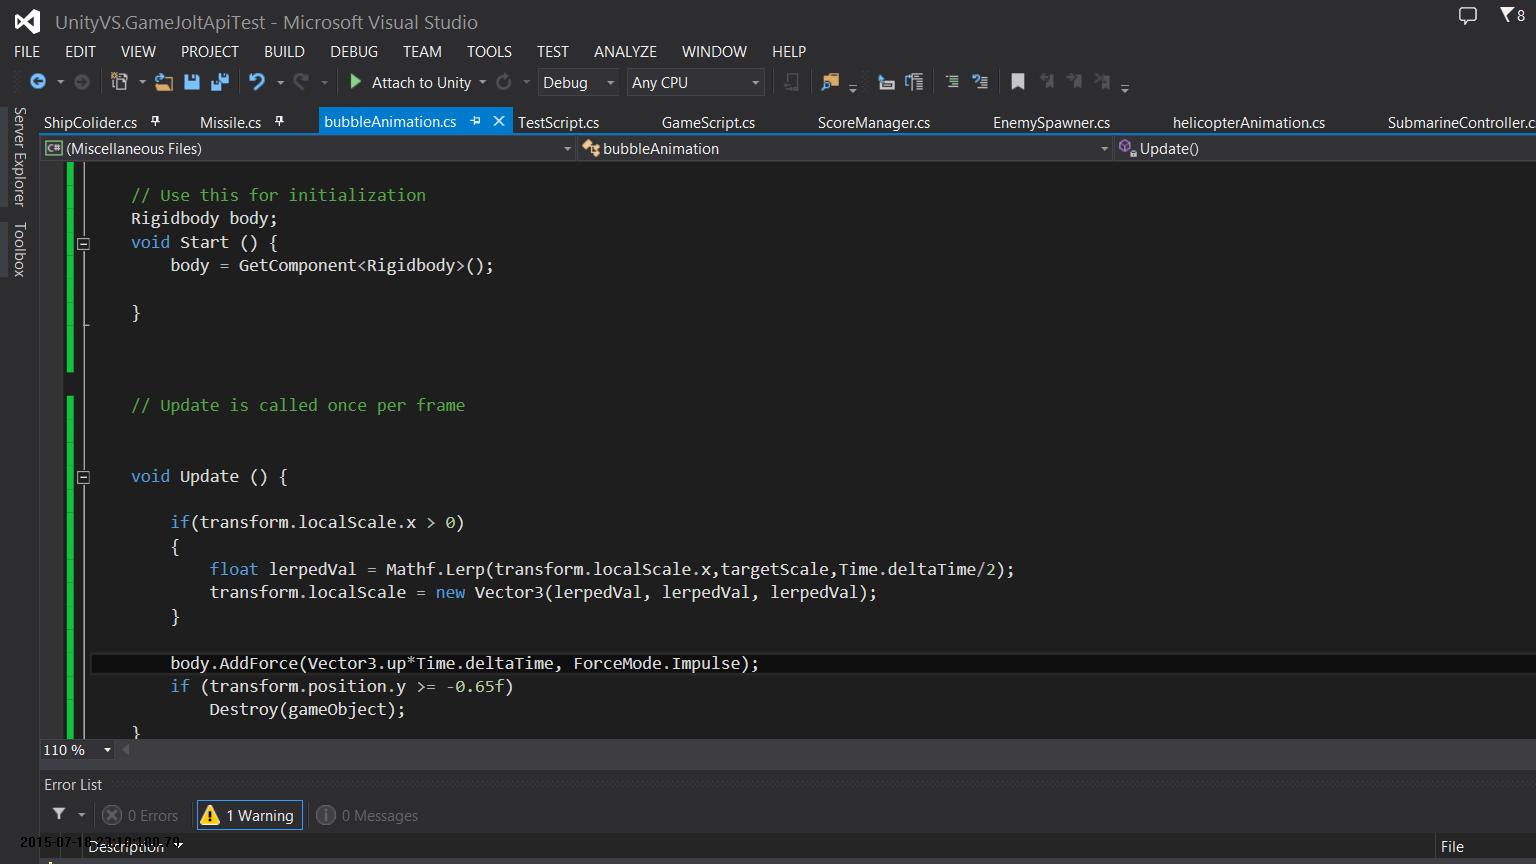 UnityVS.GameJoltApiTest - Microsoft Visual Studio
8
FILE EDIT VIEW PROJECT BUILD DEBUG TEAM TOOLS TEST ANALYZE WINDOW HELP
Attach to Unity Debug Any CPU
Server Explorer
Toolbox
ShipColider.cs Missile.cs bubbleAnimation.cs TestScript.cs GameScript.cs ScoreManager.cs EnemySpawner.cs helicopterAnimation.cs SubmarineController.c
C# (Miscellaneous Files) bubbleAnimation Update()
// Use this for initialization
Rigidbody body;
void Start () {
body = GetComponent<Rigidbody>();
}
// Update is called once per frame
void Update () {
if(transform.localScale.x > 0)
{
float lerpedVal = Mathf.Lerp(transform.localScale.x,targetScale,Time.deltaTime/2);
transform.localScale = new Vector3(lerpedVal, lerpedVal, lerpedVal);
}
body.AddForce(Vector3.up*Time.deltaTime, ForceMode.Impulse);
if (transform.position.y >= -0.65f)
Destroy(gameObject);
}
110 %
Error List
0 Errors 1 Warning 0 Messages
Description File